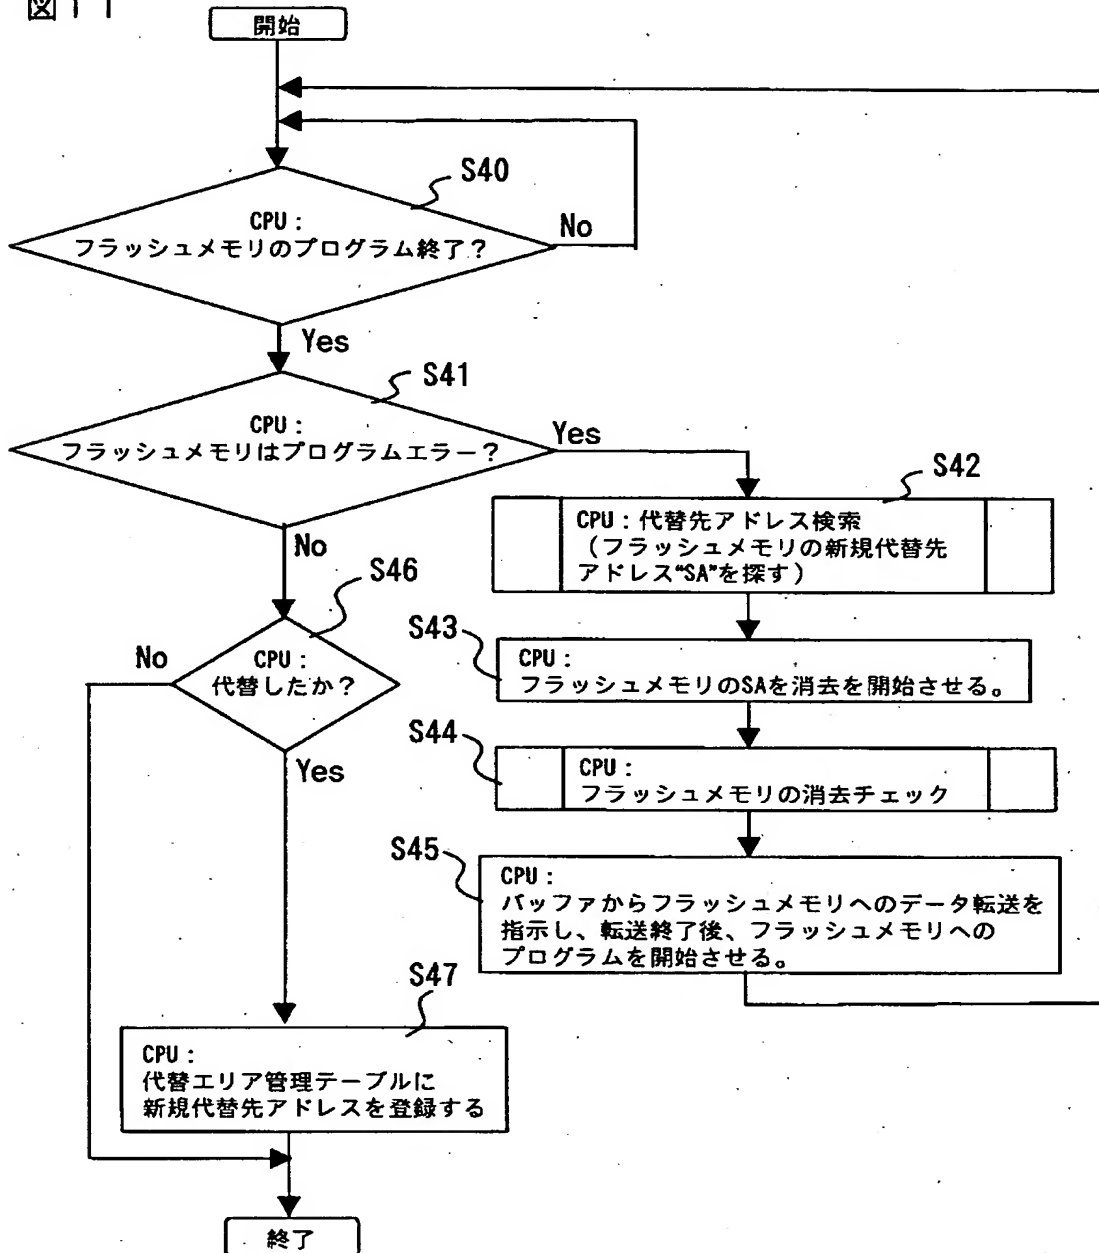 図11
開始
S40
CPU：
フラッシュメモリのプログラム終了？
No
Yes
S41
CPU：
フラッシュメモリはプログラムエラー？
Yes
No
S42
CPU：代替先アドレス検索
（フラッシュメモリの新規代替先
アドレス“SA”を探す）
S46
CPU：
代替したか？
No
Yes
S43
CPU：
フラッシュメモリのSAを消去を開始させる。
S44
CPU：
フラッシュメモリの消去チェック
S45
CPU：
バッファからフラッシュメモリへのデータ転送を
指示し、転送終了後、フラッシュメモリへの
プログラムを開始させる。
S47
CPU：
代替エリア管理テーブルに
新規代替先アドレスを登録する
終了